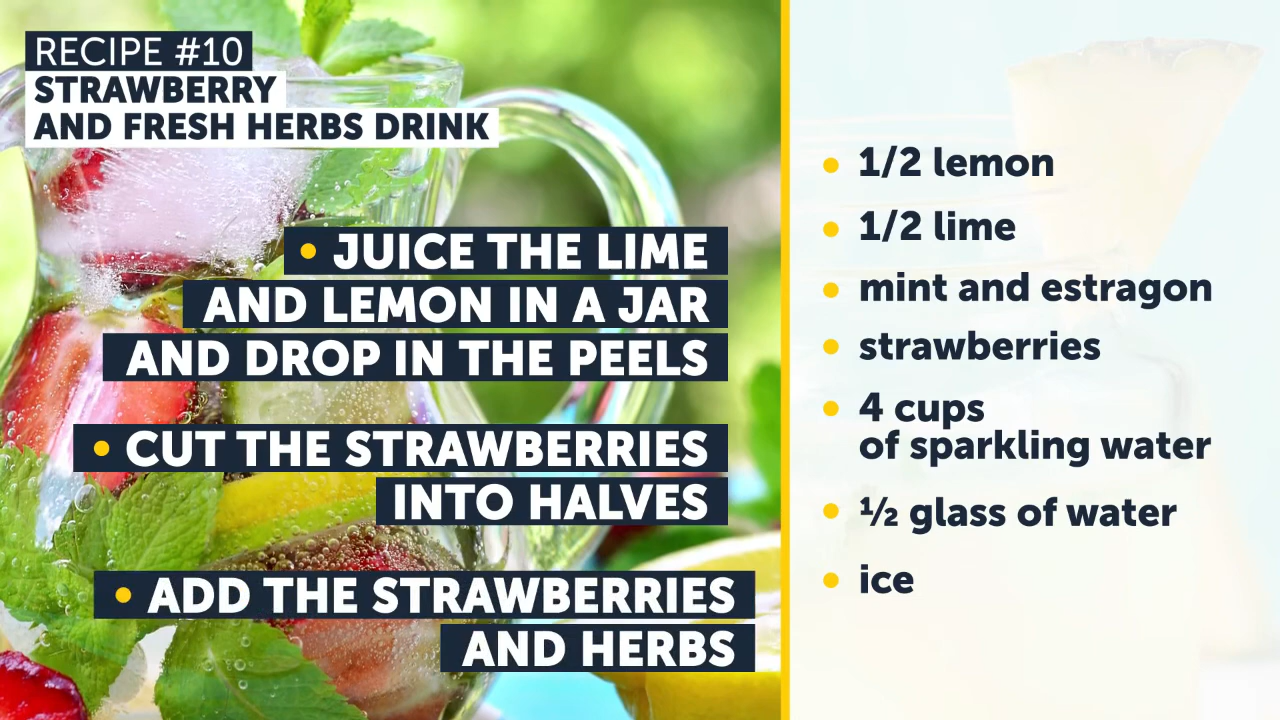 RECIPE #10
STRAWBERRY
AND FRESH HERBS DRINK
• JUICE THE LIME
AND LEMON IN A JAR
AND DROP IN THE PEELS
• CUT THE STRAWBERRIES
INTO HALVES
• ADD THE STRAWBERRIES
AND HERBS
• 1/2 lemon
• 1/2 lime
• mint and estragon
• strawberries
• 4 cups
of sparkling water
• ½ glass of water
• ice